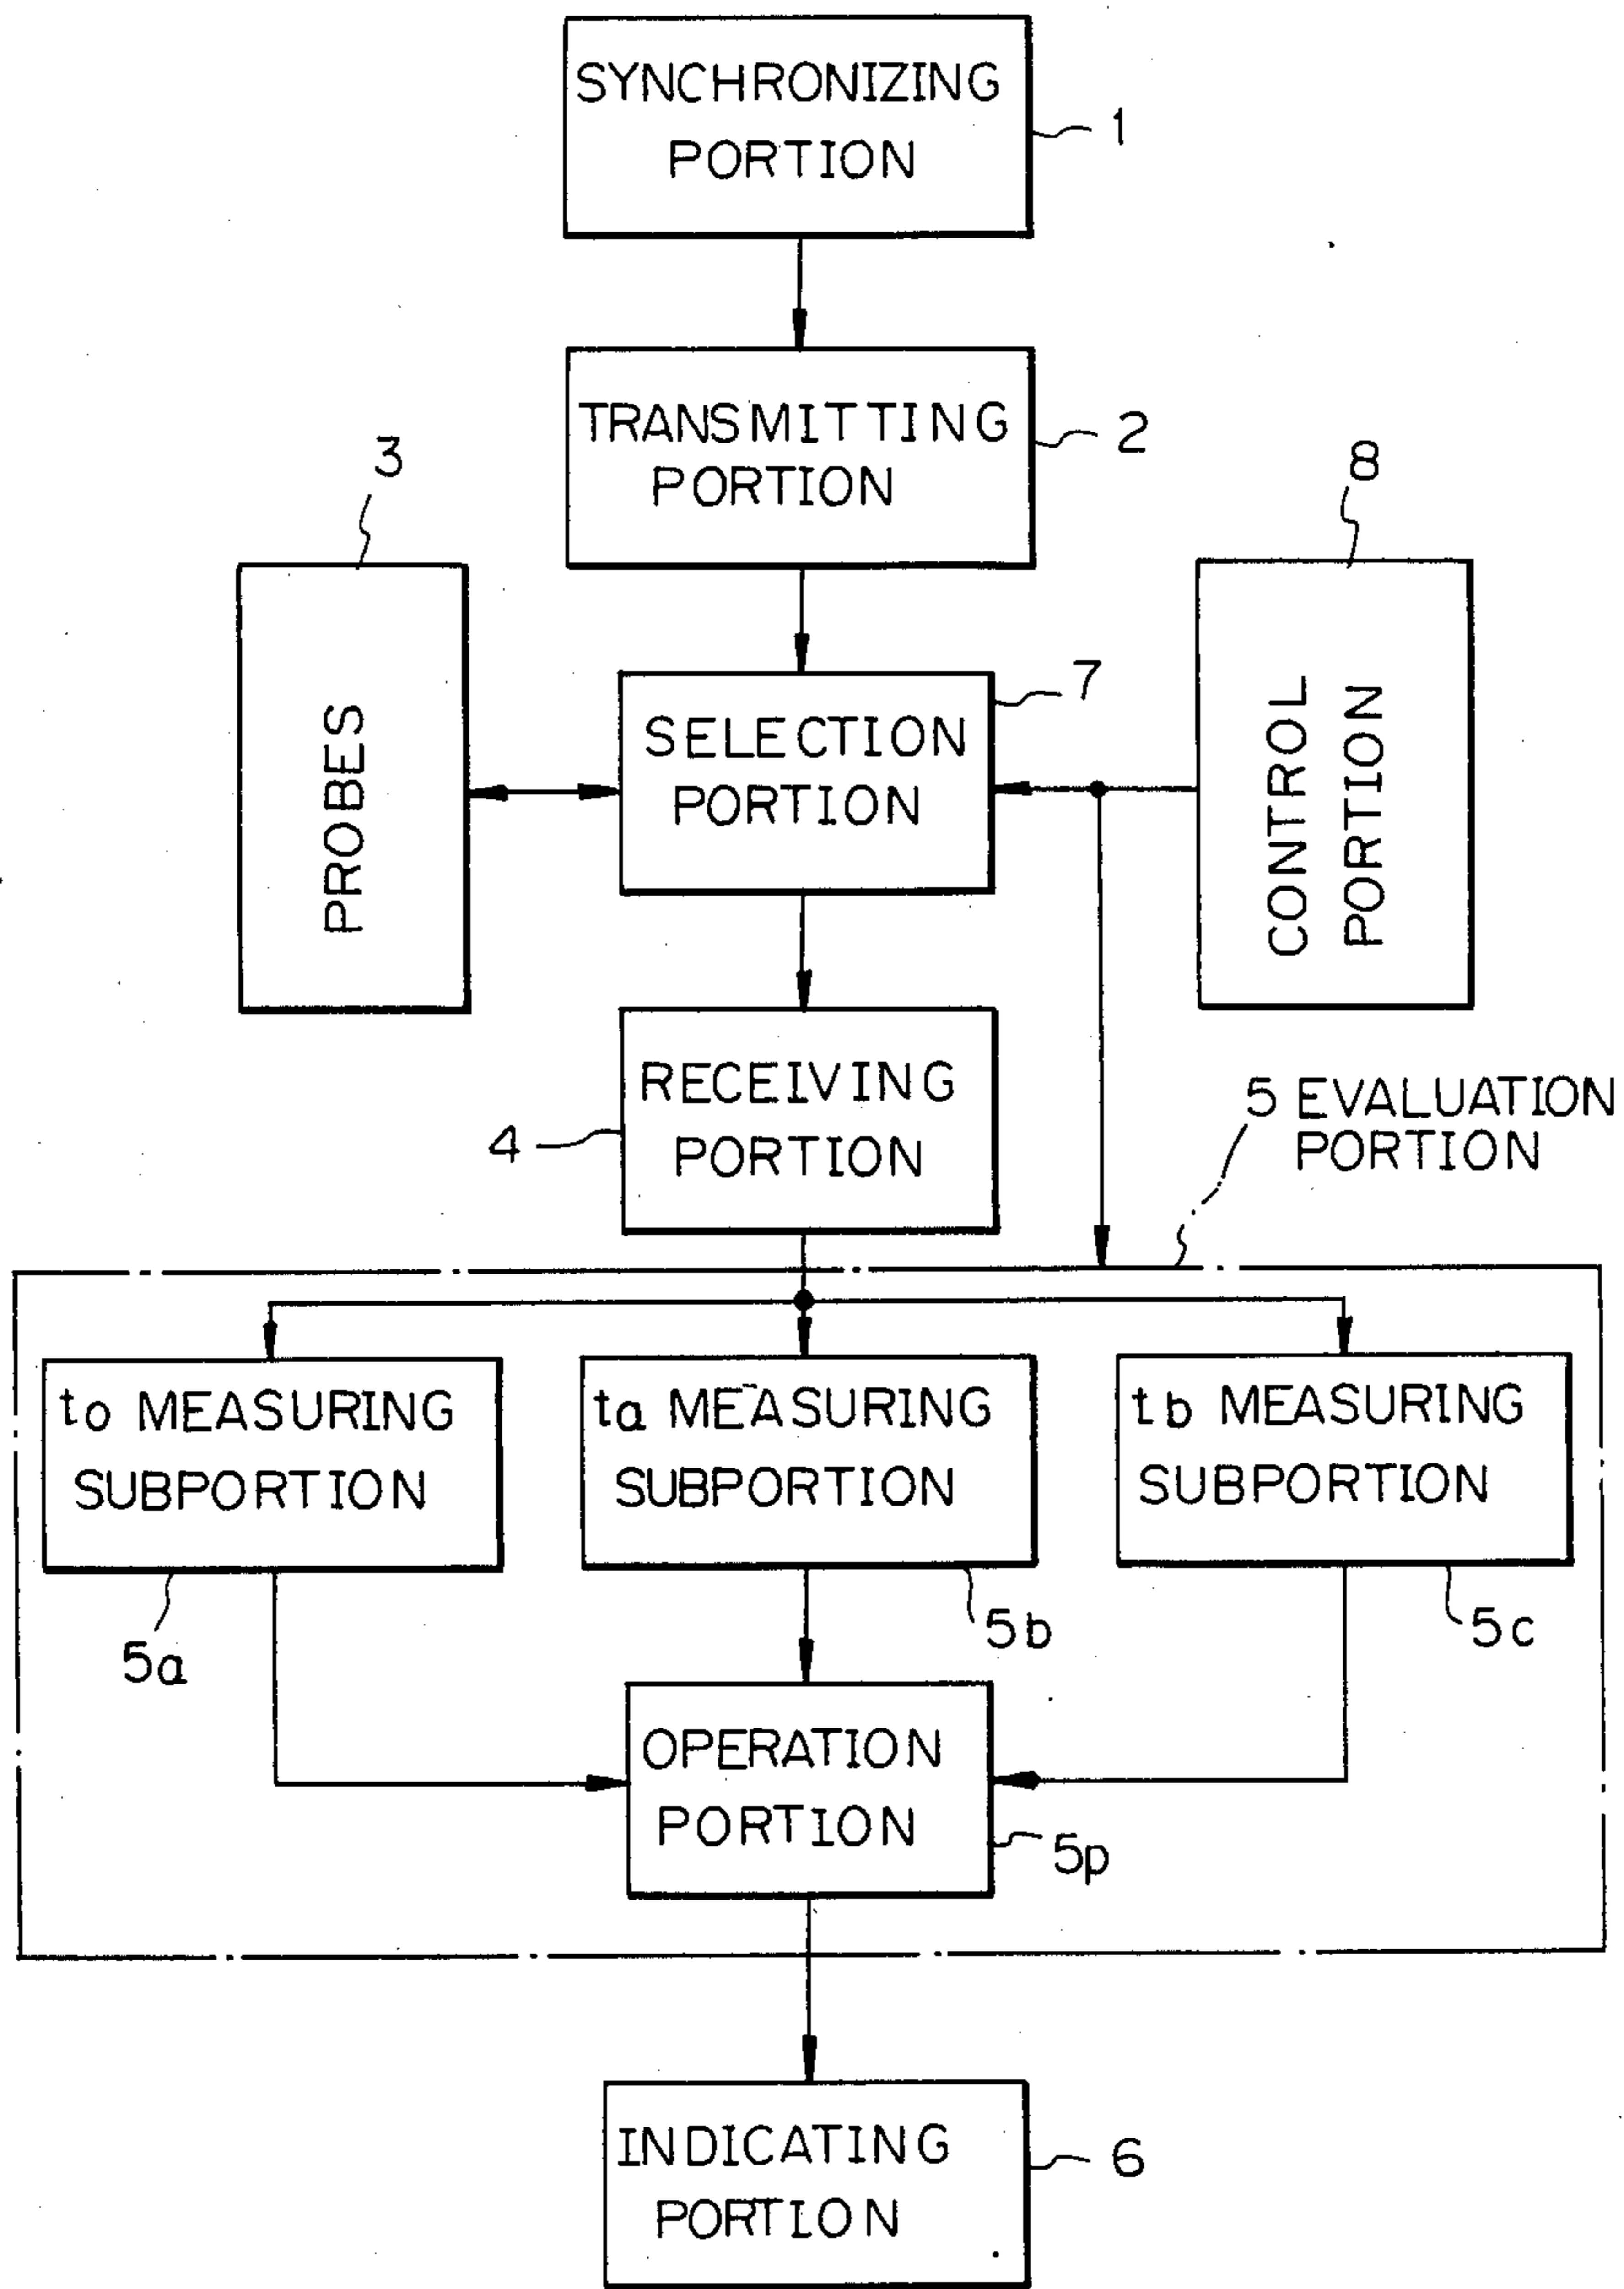 SYNCHRONIZING
PORTION
1
TRANSMITTING
PORTION
2
3
8
PROBES
SELECTION
PORTION
7
CONTROL
PORTION
RECEIVING
PORTION
4
5 EVALUATION
PORTION
to MEASURING
SUBPORTION
5a
ta MEASURING
SUBPORTION
5b
tb MEASURING
SUBPORTION
5c
OPERATION
PORTION
5p
INDICATING
PORTION
6